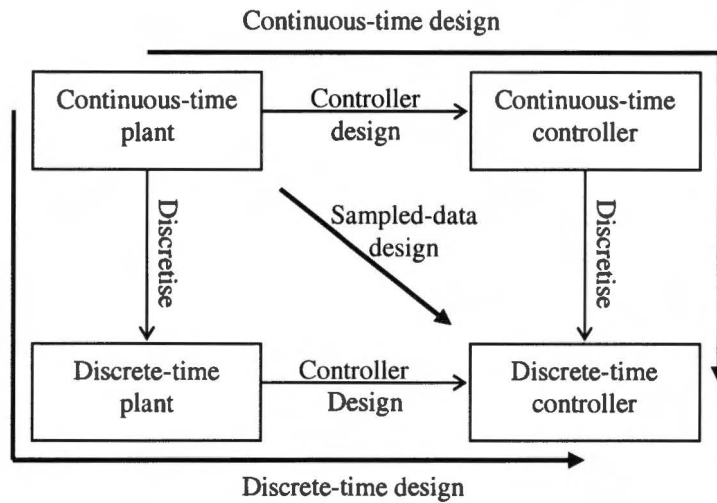 Continuous-time design
Continuous-time
plant
Controller
design
Continuous-time
controller
Discretise
Sampled-data
design
Discretise
Discrete-time
plant
Controller
Design
Discrete-time
controller
Discrete-time design